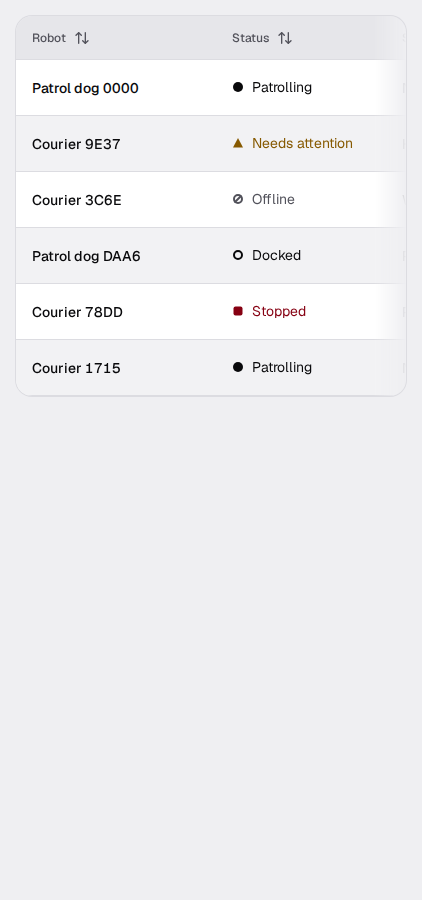 Robot Status
Patrol dog 0000 Patrolling
Courier 9E37 Needs attention
Courier 3C6E Offline
Patrol dog DAA6 Docked
Courier 78DD Stopped
Courier 1715 Patrolling